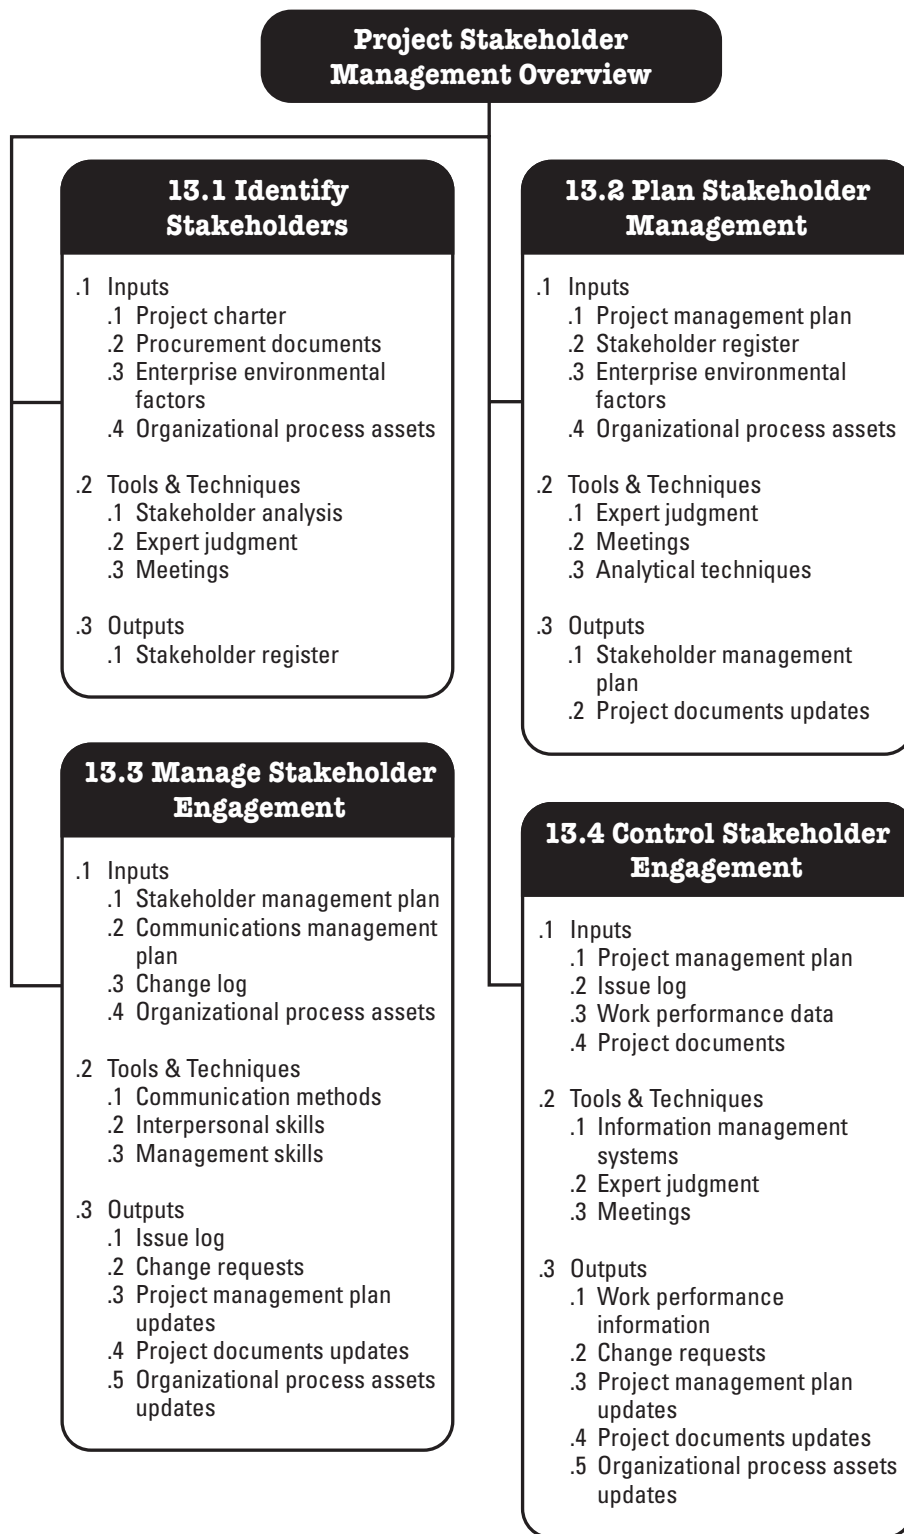 Project Stakeholder
Management Overview
13.1 Identify
Stakeholders
.1 Inputs
.1 Project charter
.2 Procurement documents
.3 Enterprise environmental
factors
.4 Organizational process assets
.2 Tools & Techniques
.1 Stakeholder analysis
.2 Expert judgment
.3 Meetings
.3 Outputs
.1 Stakeholder register
13.2 Plan Stakeholder
Management
.1 Inputs
.1 Project management plan
.2 Stakeholder register
.3 Enterprise environmental
factors
.4 Organizational process assets
.2 Tools & Techniques
.1 Expert judgment
.2 Meetings
.3 Analytical techniques
.3 Outputs
.1 Stakeholder management
plan
.2 Project documents updates
13.3 Manage Stakeholder
Engagement
.1 Inputs
.1 Stakeholder management plan
.2 Communications management
plan
.3 Change log
.4 Organizational process assets
.2 Tools & Techniques
.1 Communication methods
.2 Interpersonal skills
.3 Management skills
.3 Outputs
.1 Issue log
.2 Change requests
.3 Project management plan
updates
.4 Project documents updates
.5 Organizational process assets
updates
13.4 Control Stakeholder
Engagement
.1 Inputs
.1 Project management plan
.2 Issue log
.3 Work performance data
.4 Project documents
.2 Tools & Techniques
.1 Information management
systems
.2 Expert judgment
.3 Meetings
.3 Outputs
.1 Work performance
information
.2 Change requests
.3 Project management plan
updates
.4 Project documents updates
.5 Organizational process assets
updates